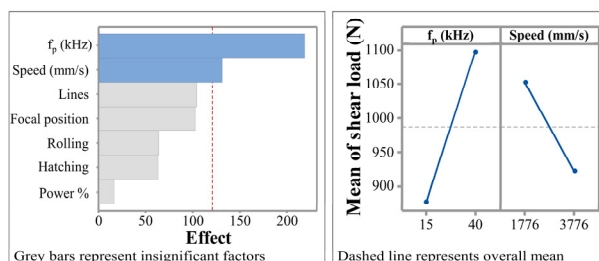 f_p (kHz)
Speed (mm/s)
Lines
Focal position
Rolling
Hatching
Power %
0 50 100 150 200
Effect
Grey bars represent insignificant factors
f_p (kHz) Speed (mm/s)
Mean of shear load (N)
1100
1050
1000
950
900
15 40 1776 3776
Dashed line represents overall mean